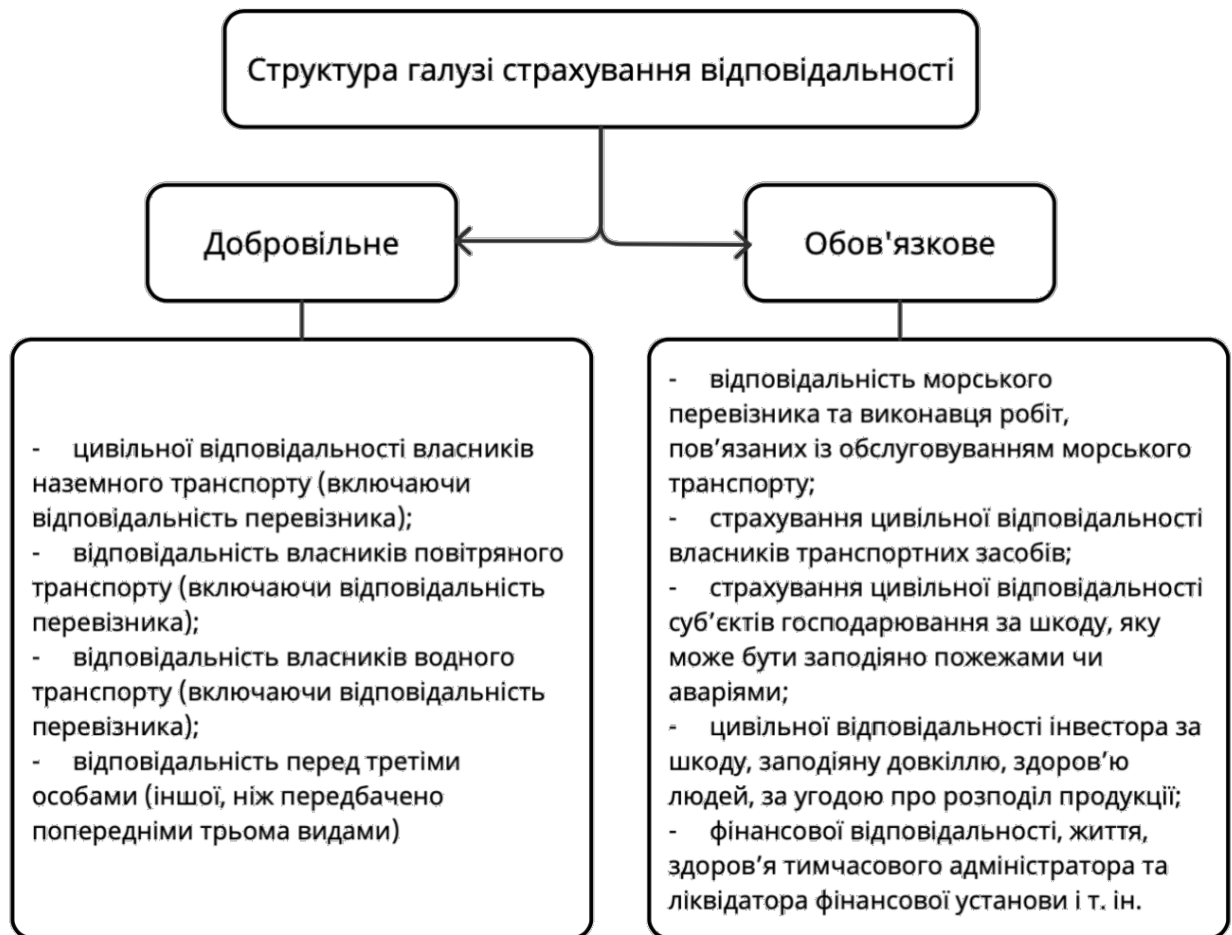 Структура галузі страхування відповідальності
Добровільне
Обов'язкове
- цивільної відповідальності власників
наземного транспорту (включаючи
відповідальність перевізника);
- відповідальність власників повітряного
транспорту (включаючи відповідальність
перевізника);
- відповідальність власників водного
транспорту (включаючи відповідальність
перевізника);
- відповідальність перед третіми
особами (іншої, ніж передбачено
попередніми трьома видами)
- відповідальність морського
перевізника та виконавця робіт,
пов’язаних із обслуговуванням морського
транспорту;
- страхування цивільної відповідальності
власників транспортних засобів;
- страхування цивільної відповідальності
суб’єктів господарювання за шкоду, яку
може бути заподіяно пожежами чи
аваріями;
- цивільної відповідальності інвестора за
шкоду, заподіяну довкіллю, здоров’ю
людей, за угодою про розподіл продукції;
- фінансової відповідальності, життя,
здоров’я тимчасового адміністратора та
ліквідатора фінансової установи і т. ін.